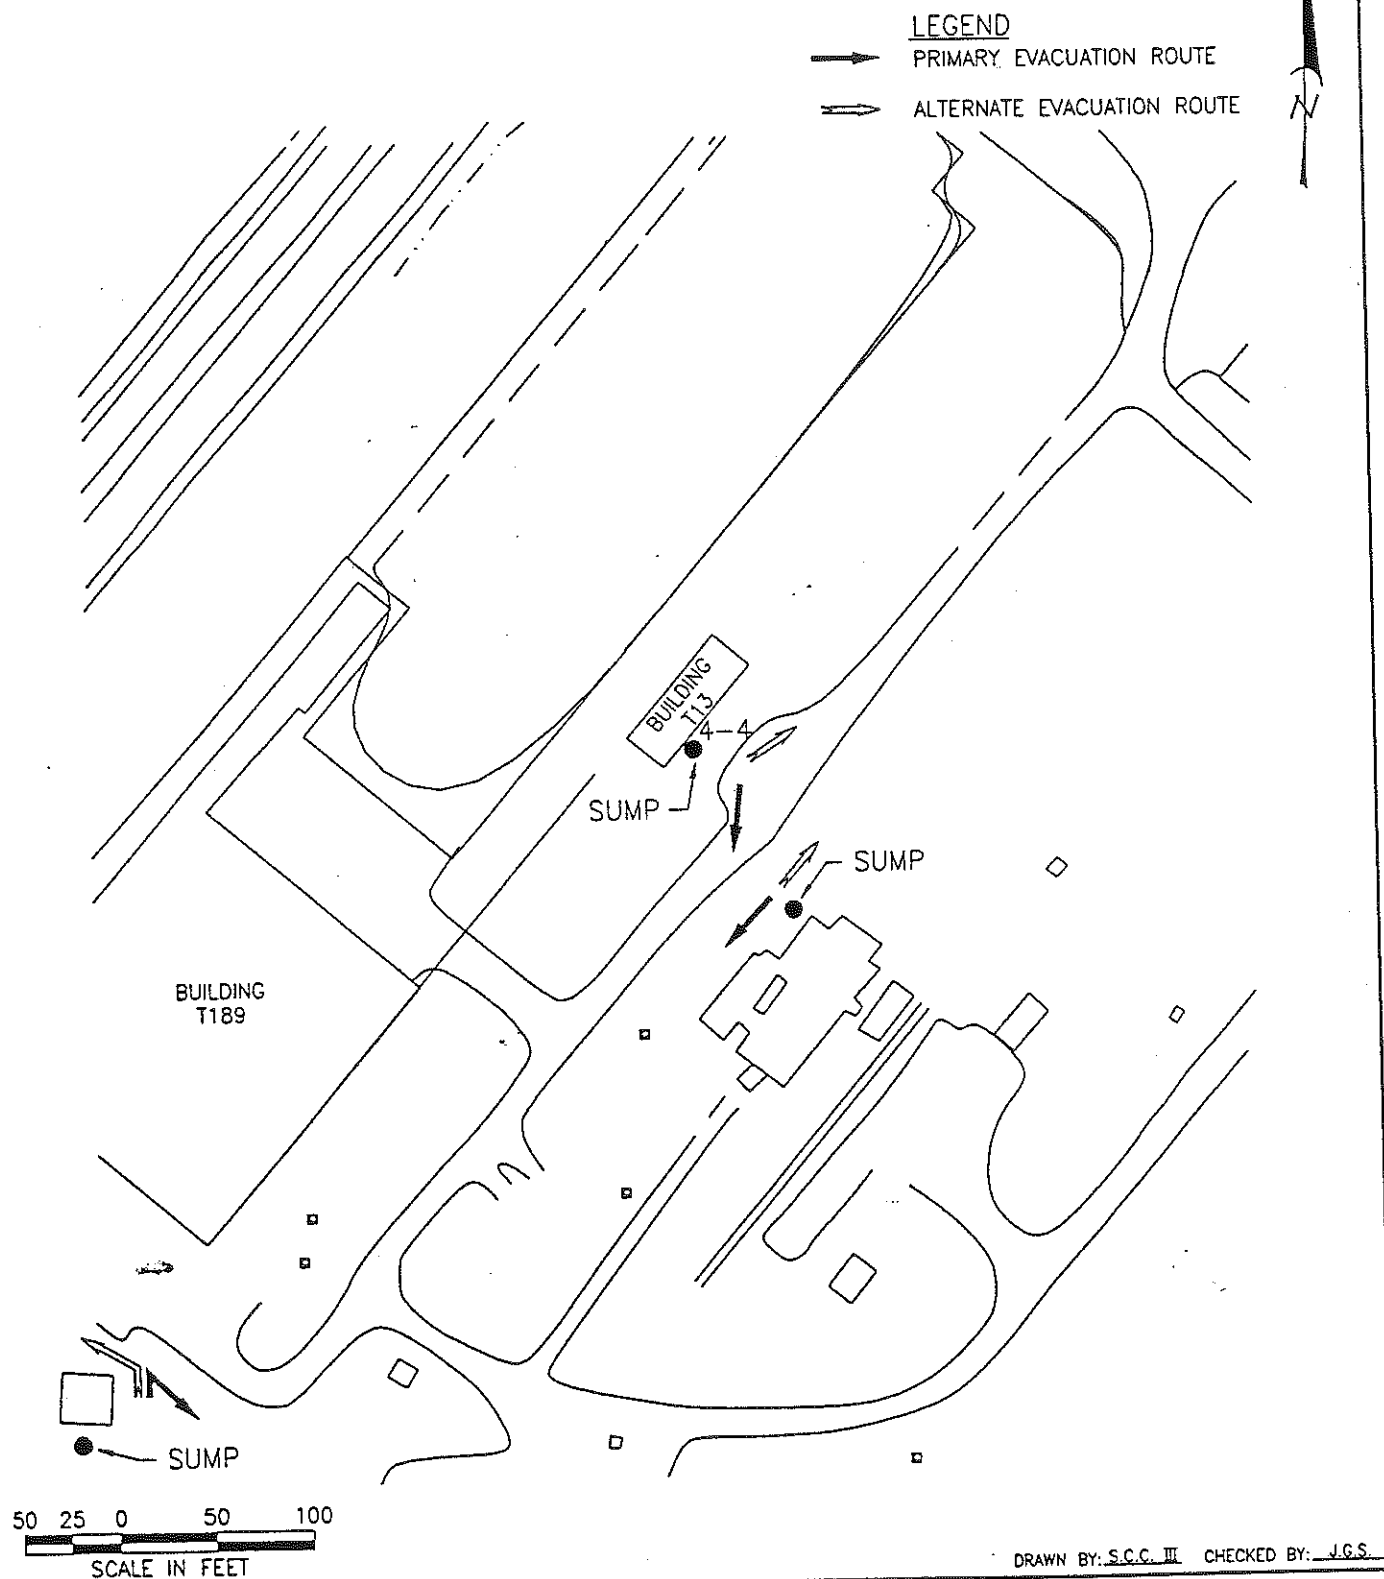 LEGEND
PRIMARY EVACUATION ROUTE
ALTERNATE EVACUATION ROUTE
N
BUILDING
T13
4-4
SUMP
SUMP
BUILDING
T189
SUMP
50 25 0 50 100
SCALE IN FEET
DRAWN BY: S.C.C. III CHECKED BY: J.G.S.